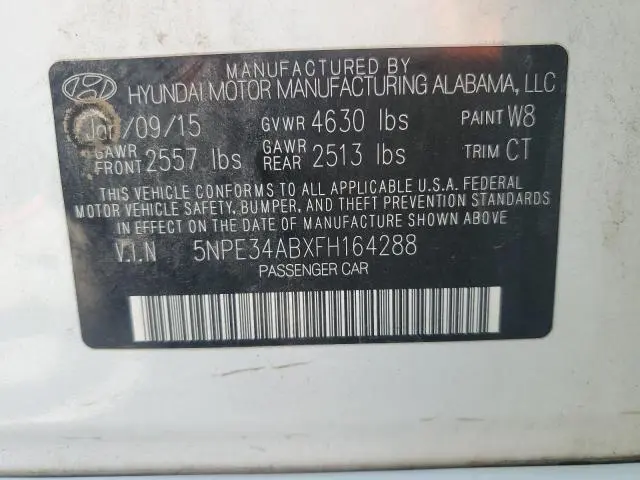 MANUFACTURED BY
HYUNDAI MOTOR MANUFACTURING ALABAMA, LLC
/09/15 GVWR 4630 lbs PAINT W8
GAWR FRONT 2557 lbs GAWR REAR 2513 lbs TRIM CT
THIS VEHICLE CONFORMS TO ALL APPLICABLE U.S.A. FEDERAL
MOTOR VEHICLE SAFETY, BUMPER, AND THEFT PREVENTION STANDARDS
IN EFFECT ON THE DATE OF MANUFACTURE SHOWN ABOVE.
V.I.N 5NPE34ABXFH164288
PASSENGER CAR